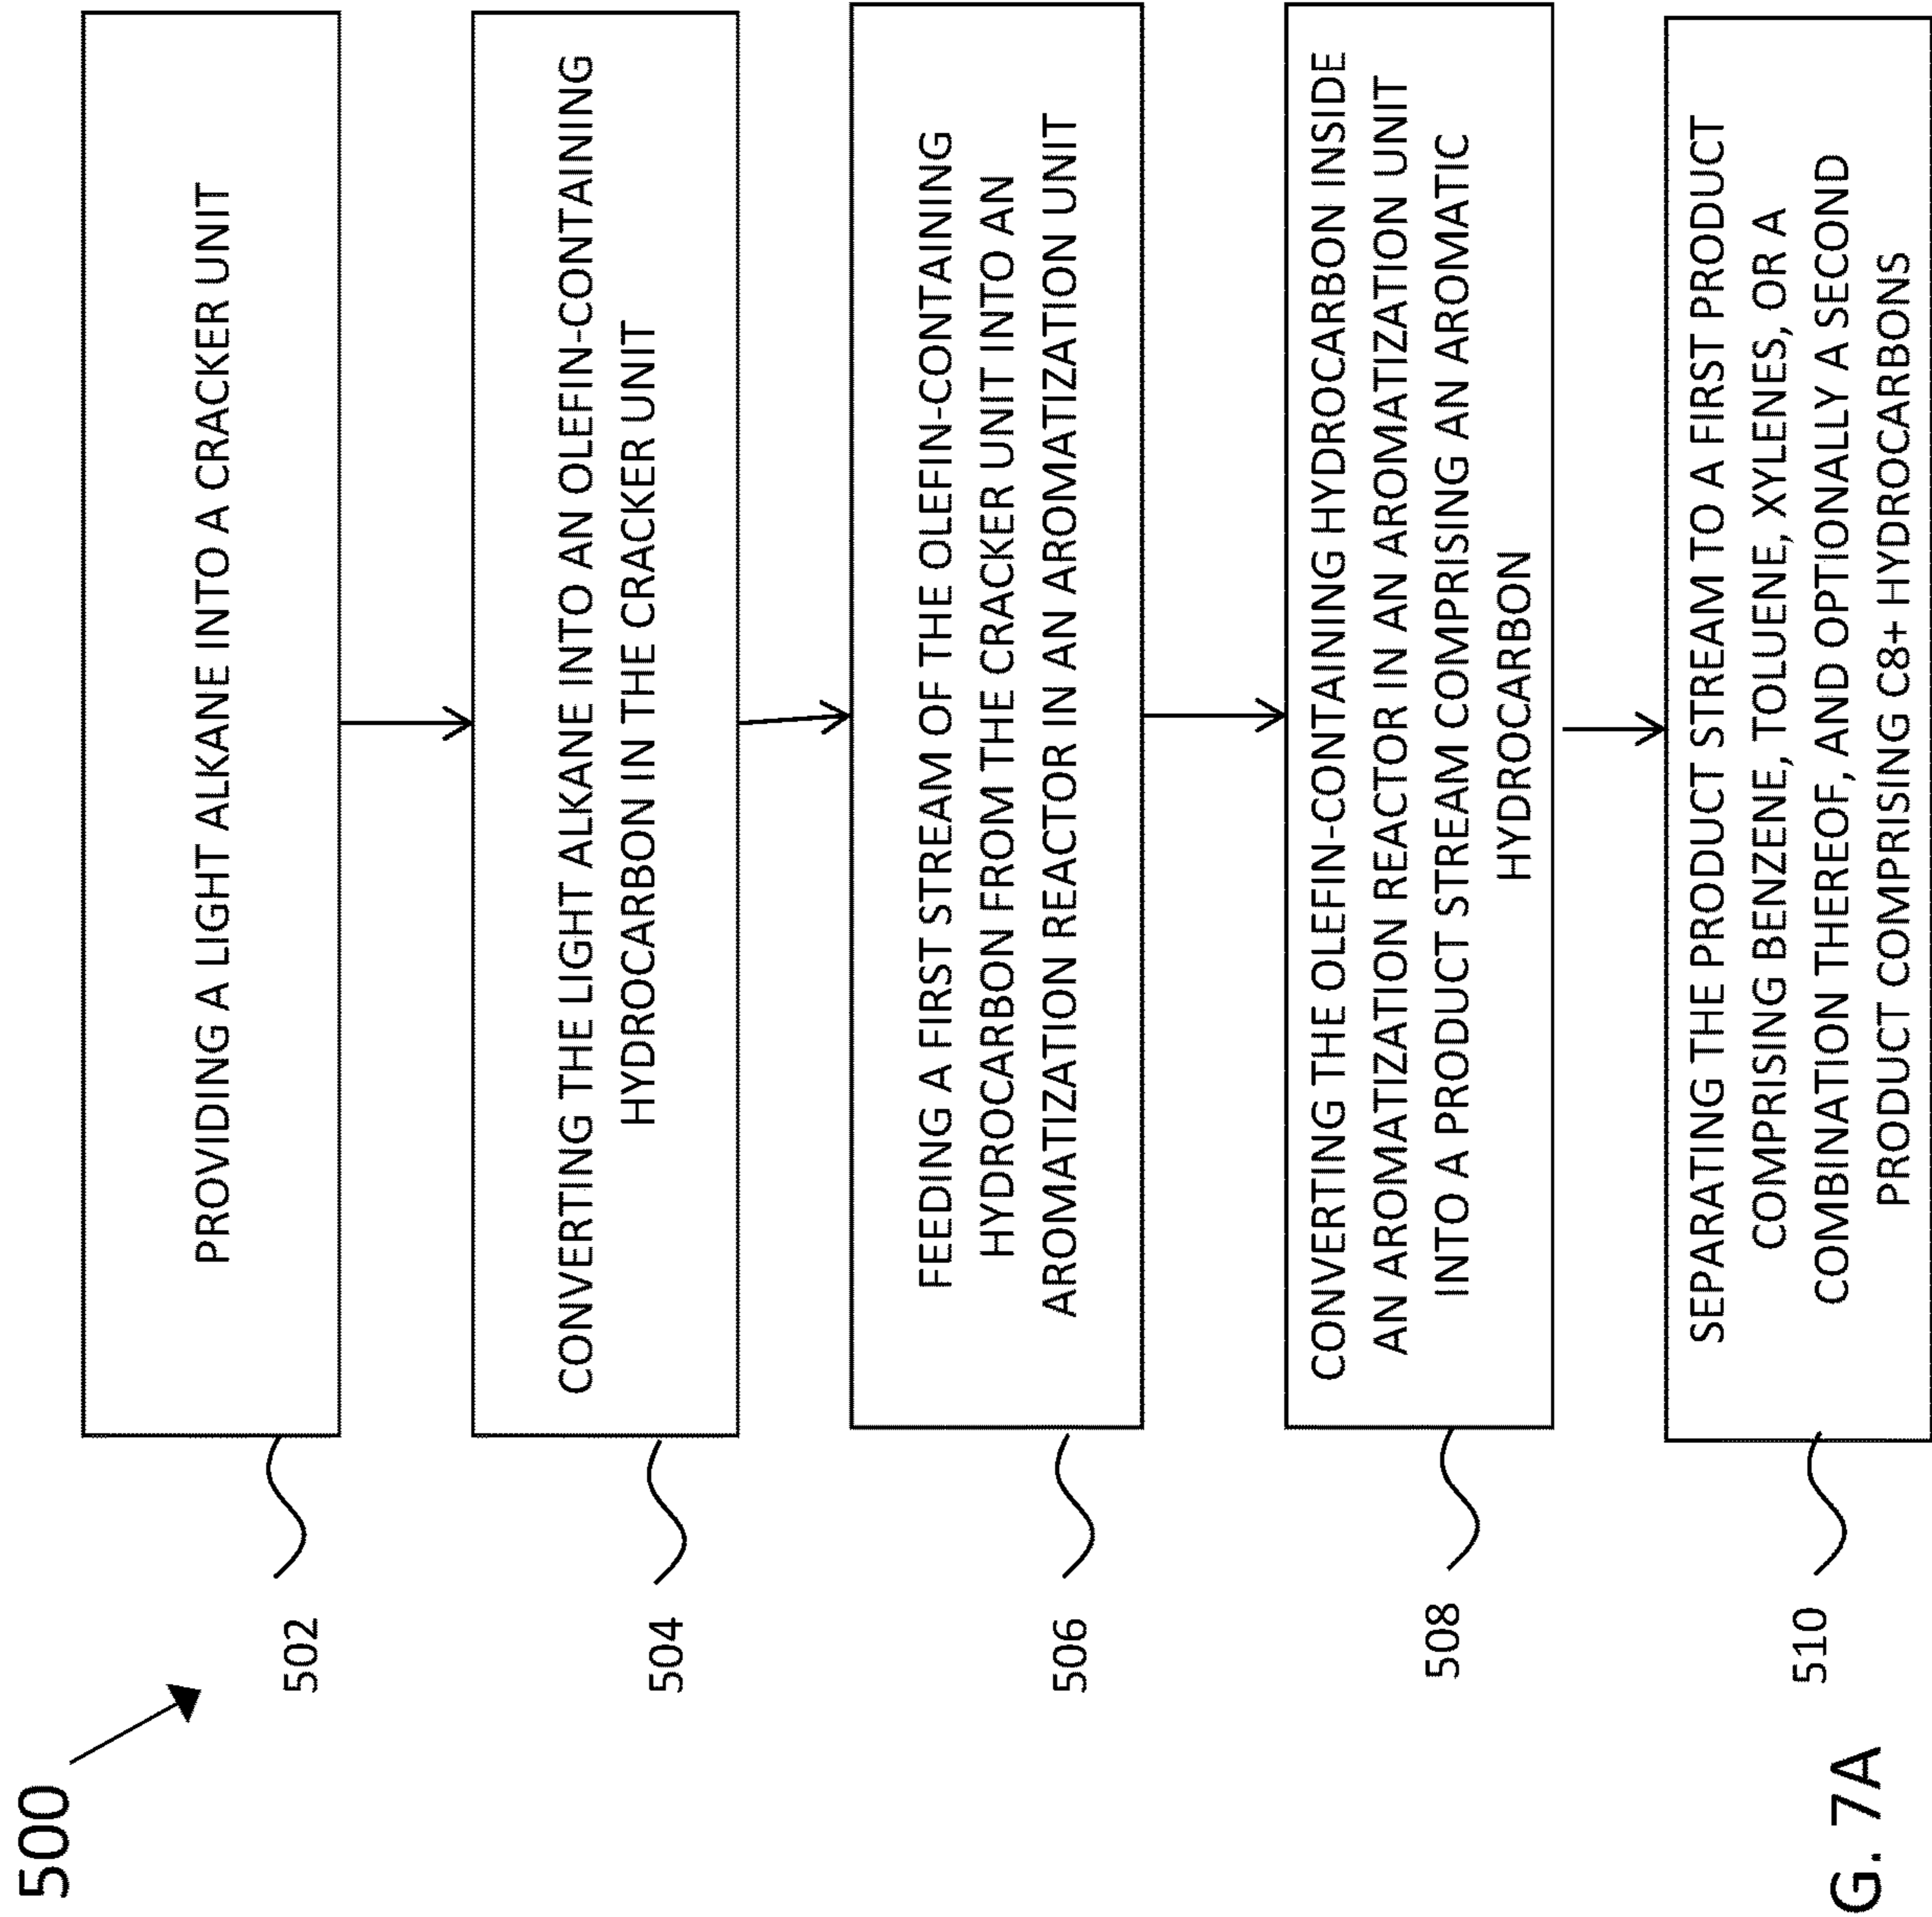 500
502
PROVIDING A LIGHT ALKANE INTO A CRACKER UNIT
504
CONVERTING THE LIGHT ALKANE INTO AN OLEFIN-CONTAINING
HYDROCARBON IN THE CRACKER UNIT
506
FEEDING A FIRST STREAM OF THE OLEFIN-CONTAINING
HYDROCARBON FROM THE CRACKER UNIT INTO AN
AROMATIZATION REACTOR IN AN AROMATIZATION UNIT
508
CONVERTING THE OLEFIN-CONTAINING HYDROCARBON INSIDE
AN AROMATIZATION REACTOR IN AN AROMATIZATION UNIT
INTO A PRODUCT STREAM COMPRISING AN AROMATIC
HYDROCARBON
510
SEPARATING THE PRODUCT STREAM TO A FIRST PRODUCT
COMPRISING BENZENE, TOLUENE, XYLENES, OR A
COMBINATION THEREOF, AND OPTIONALLY A SECOND
PRODUCT COMPRISING C8+ HYDROCARBONS
G. 7A